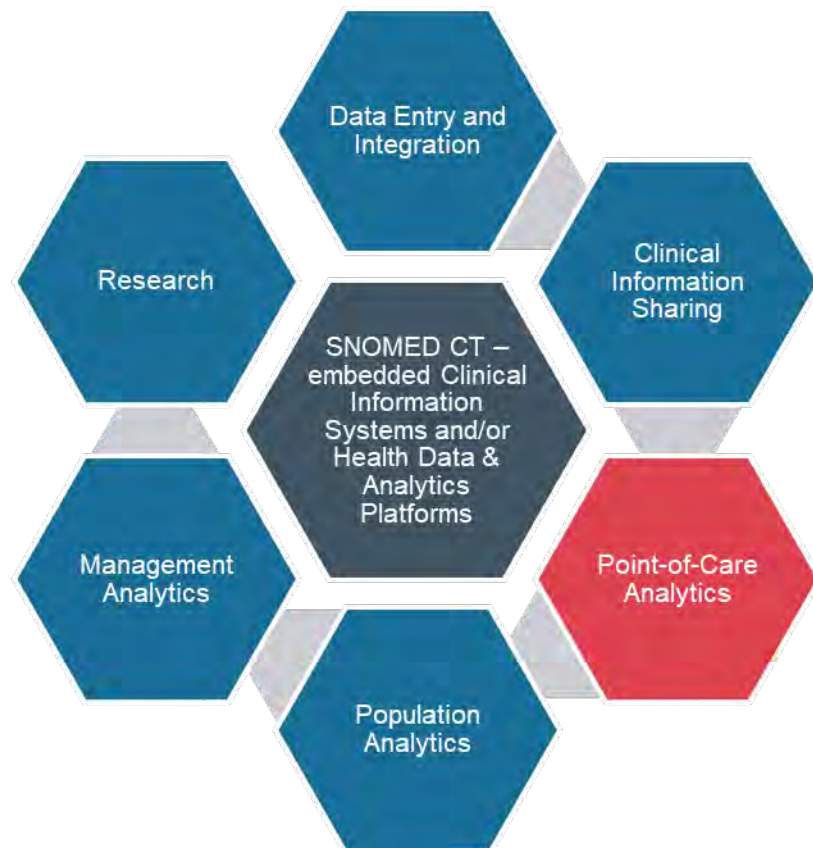 Data Entry and
Integration
Clinical
Information
Sharing
Research
SNOMED CT –
embedded Clinical
Information
Systems and/or
Health Data &
Analytics
Platforms
Management
Analytics
Point-of-Care
Analytics
Population
Analytics